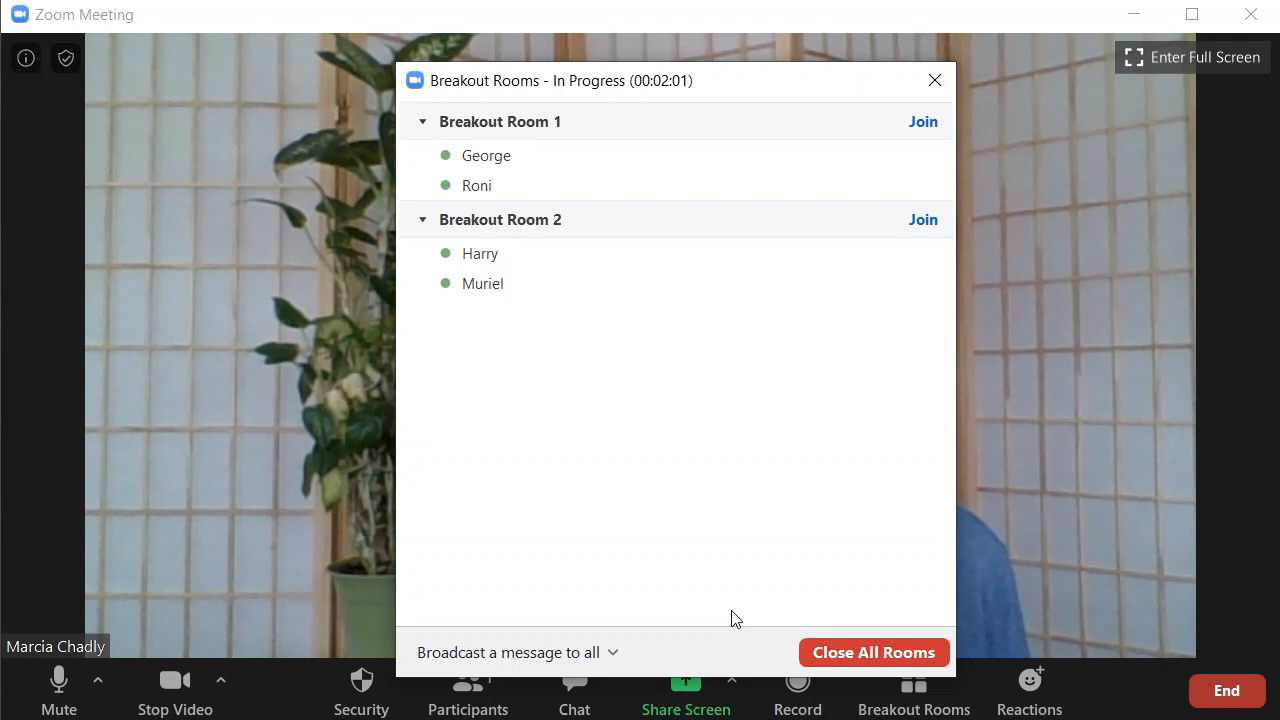 Zoom Meeting
Enter Full Screen
Breakout Rooms - In Progress (00:02:01)
Breakout Room 1 Join
George
Roni
Breakout Room 2 Join
Harry
Muriel
Broadcast a message to all
Close All Rooms
Marcia Chadly
Mute
Stop Video
Security
Participants
Chat
Share Screen
Record
Breakout Rooms
Reactions
End